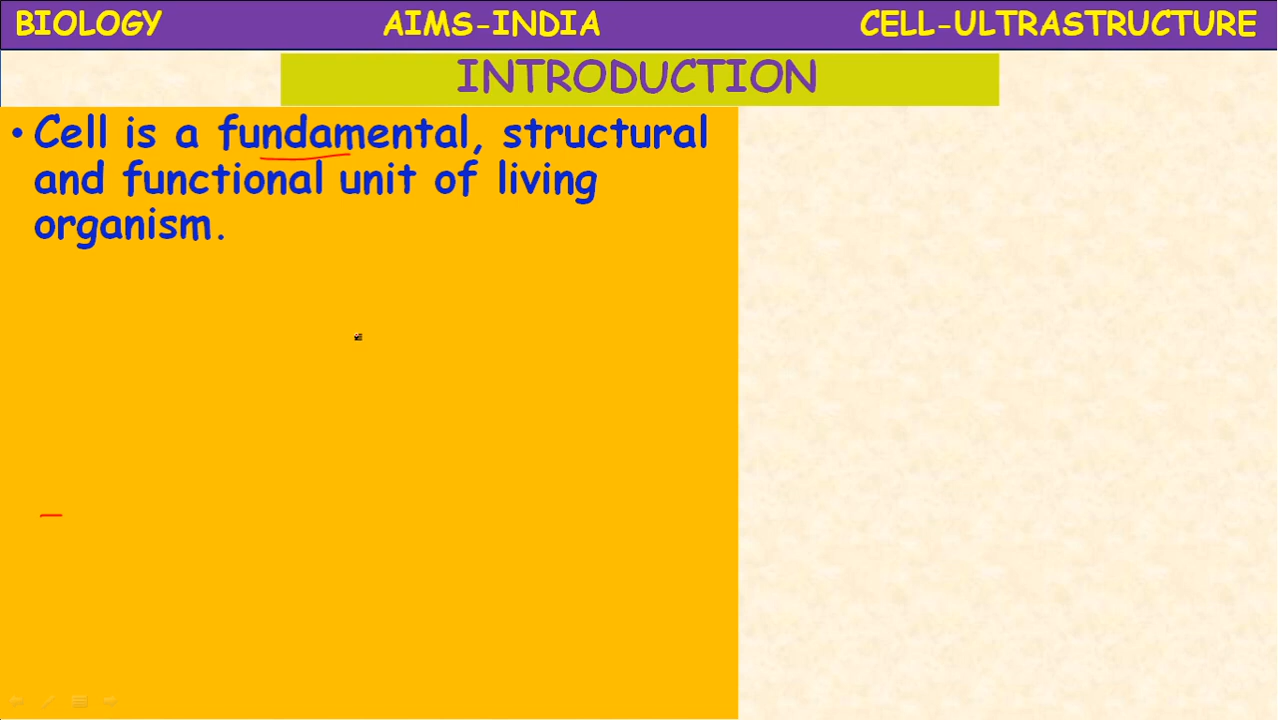 BIOLOGY AIMS-INDIA CELL-ULTRASTRUCTURE
INTRODUCTION
• Cell is a fundamental, structural
and functional unit of living
organism.